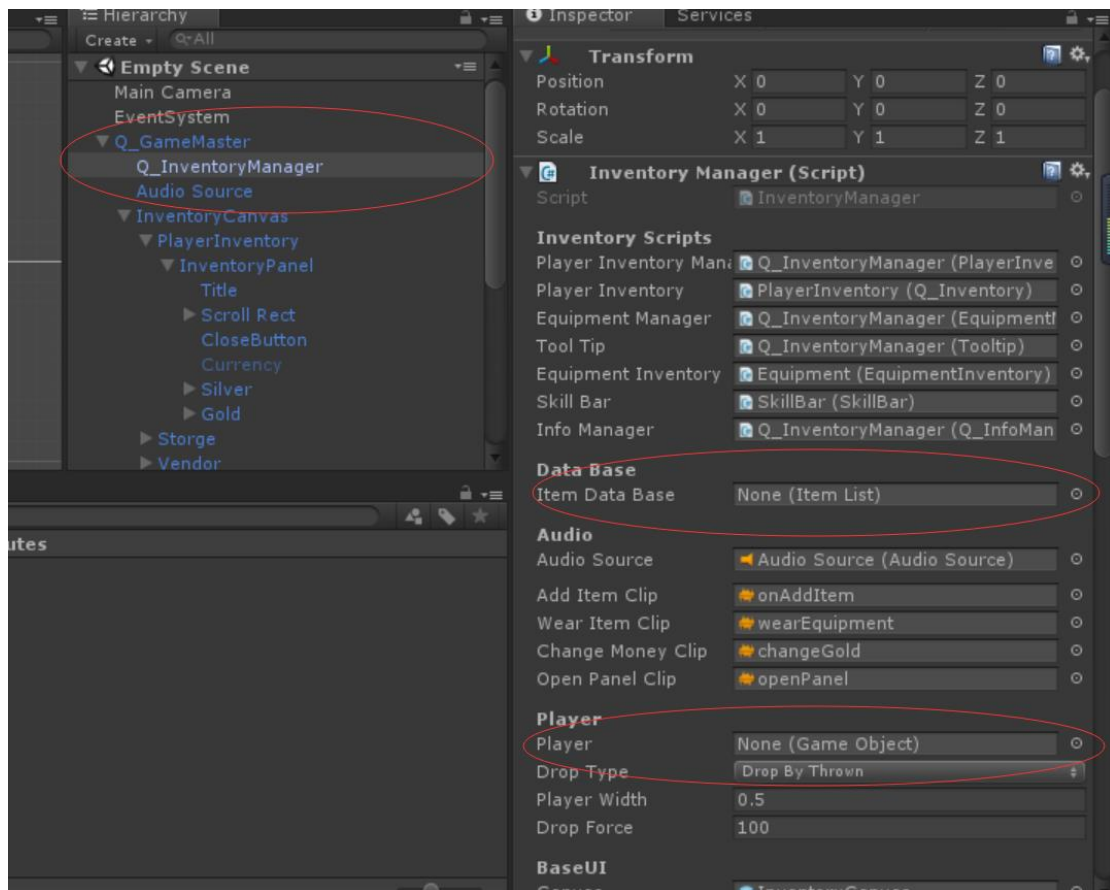 Hierarchy
Create
All
Empty Scene
Main Camera
EventSystem
Q_GameMaster
Q_InventoryManager
Audio Source
InventoryCanvas
PlayerInventory
InventoryPanel
Title
Scroll Rect
CloseButton
Currency
Silver
Gold
Storge
Vendor
utes
Inspector Services
Transform
Position X 0 Y 0 Z 0
Rotation X 0 Y 0 Z 0
Scale X 1 Y 1 Z 1
Inventory Manager (Script)
Script InventoryManager
Inventory Scripts
Player Inventory Mana Q_InventoryManager (PlayerInve
Player Inventory PlayerInventory (Q_Inventory)
Equipment Manager Q_InventoryManager (EquipmentM
Tool Tip Q_InventoryManager (Tooltip)
Equipment Inventory Equipment (EquipmentInventory)
Skill Bar SkillBar (SkillBar)
Info Manager Q_InventoryManager (Q_InfoMan
Data Base
Item Data Base None (Item List)
Audio
Audio Source Audio Source (Audio Source)
Add Item Clip onAddItem
Wear Item Clip wearEquipment
Change Money Clip changeGold
Open Panel Clip openPanel
Player
Player None (Game Object)
Drop Type Drop By Thrown
Player Width 0.5
Drop Force 100
BaseUI
Canvas InventoryCanvas